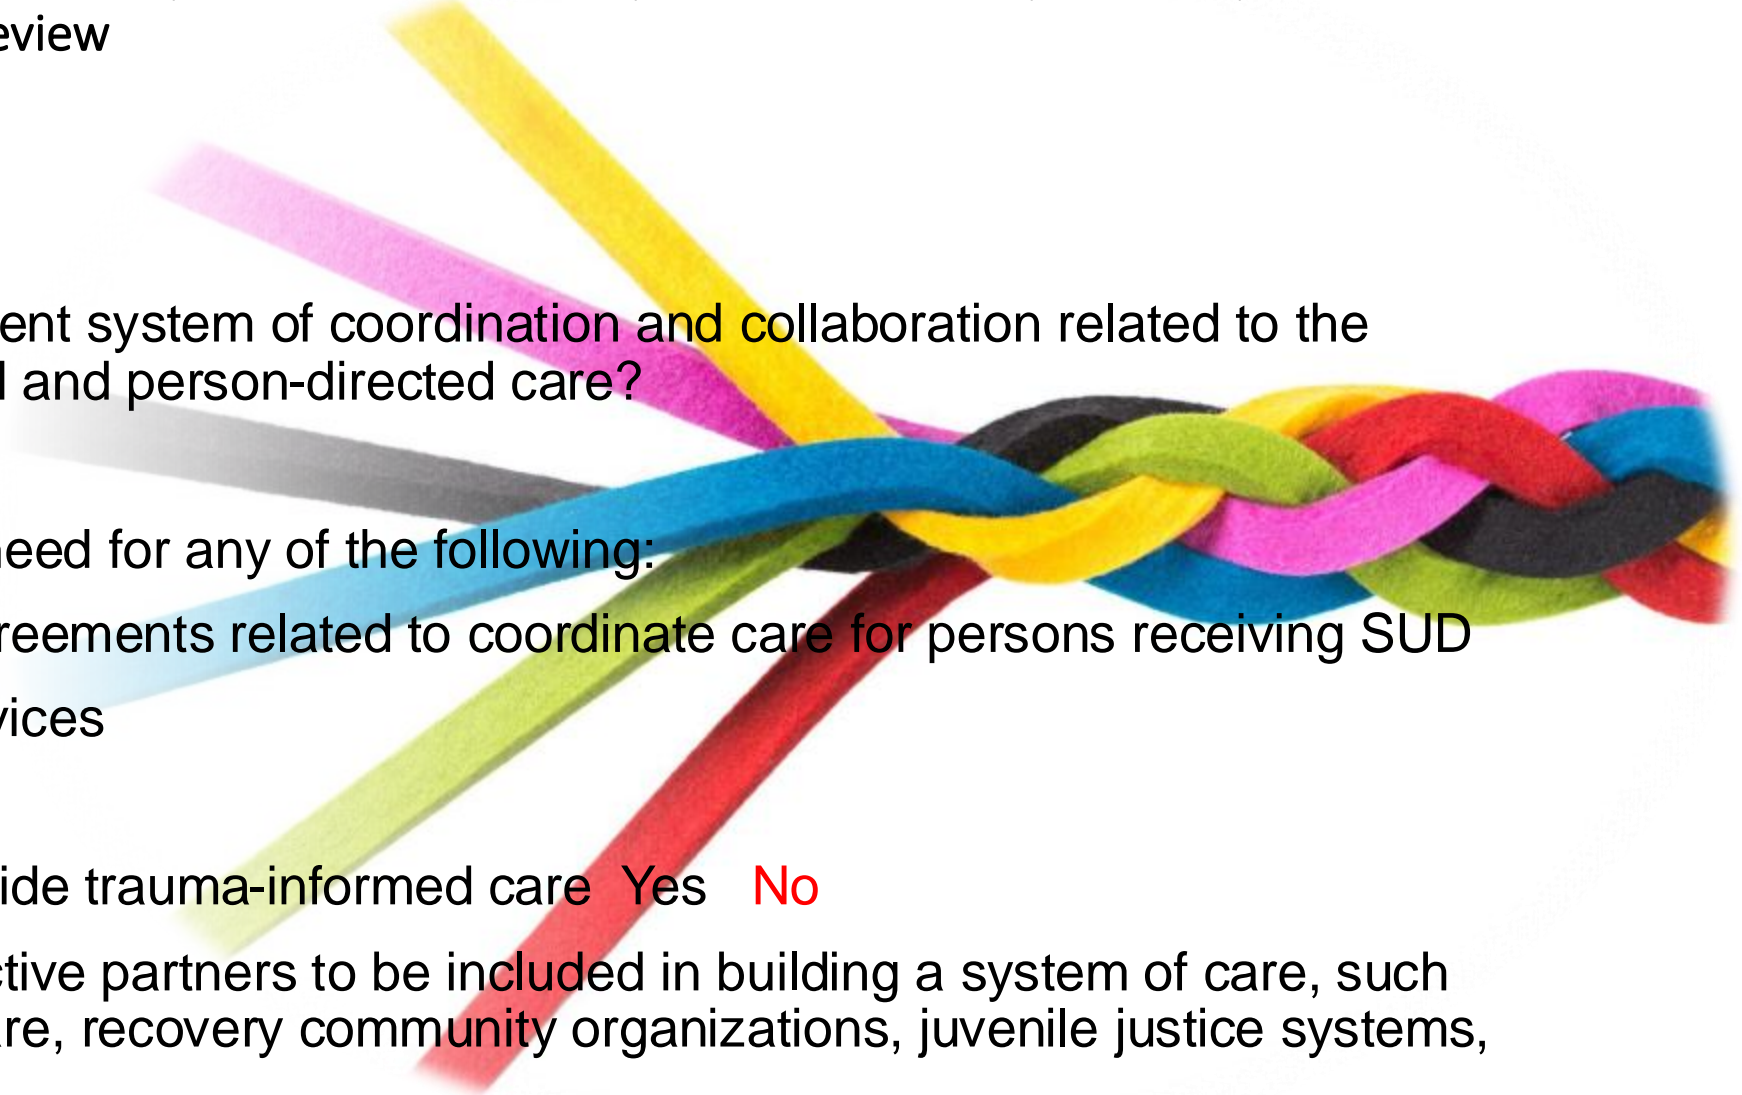 eview
ent system of coordination and collaboration related to the
and person-directed care?
need for any of the following:
reements related to coordinate care for persons receiving SUD
vices
ide trauma-informed care Yes No
ctive partners to be included in building a system of care, such
re, recovery community organizations, juvenile justice systems,